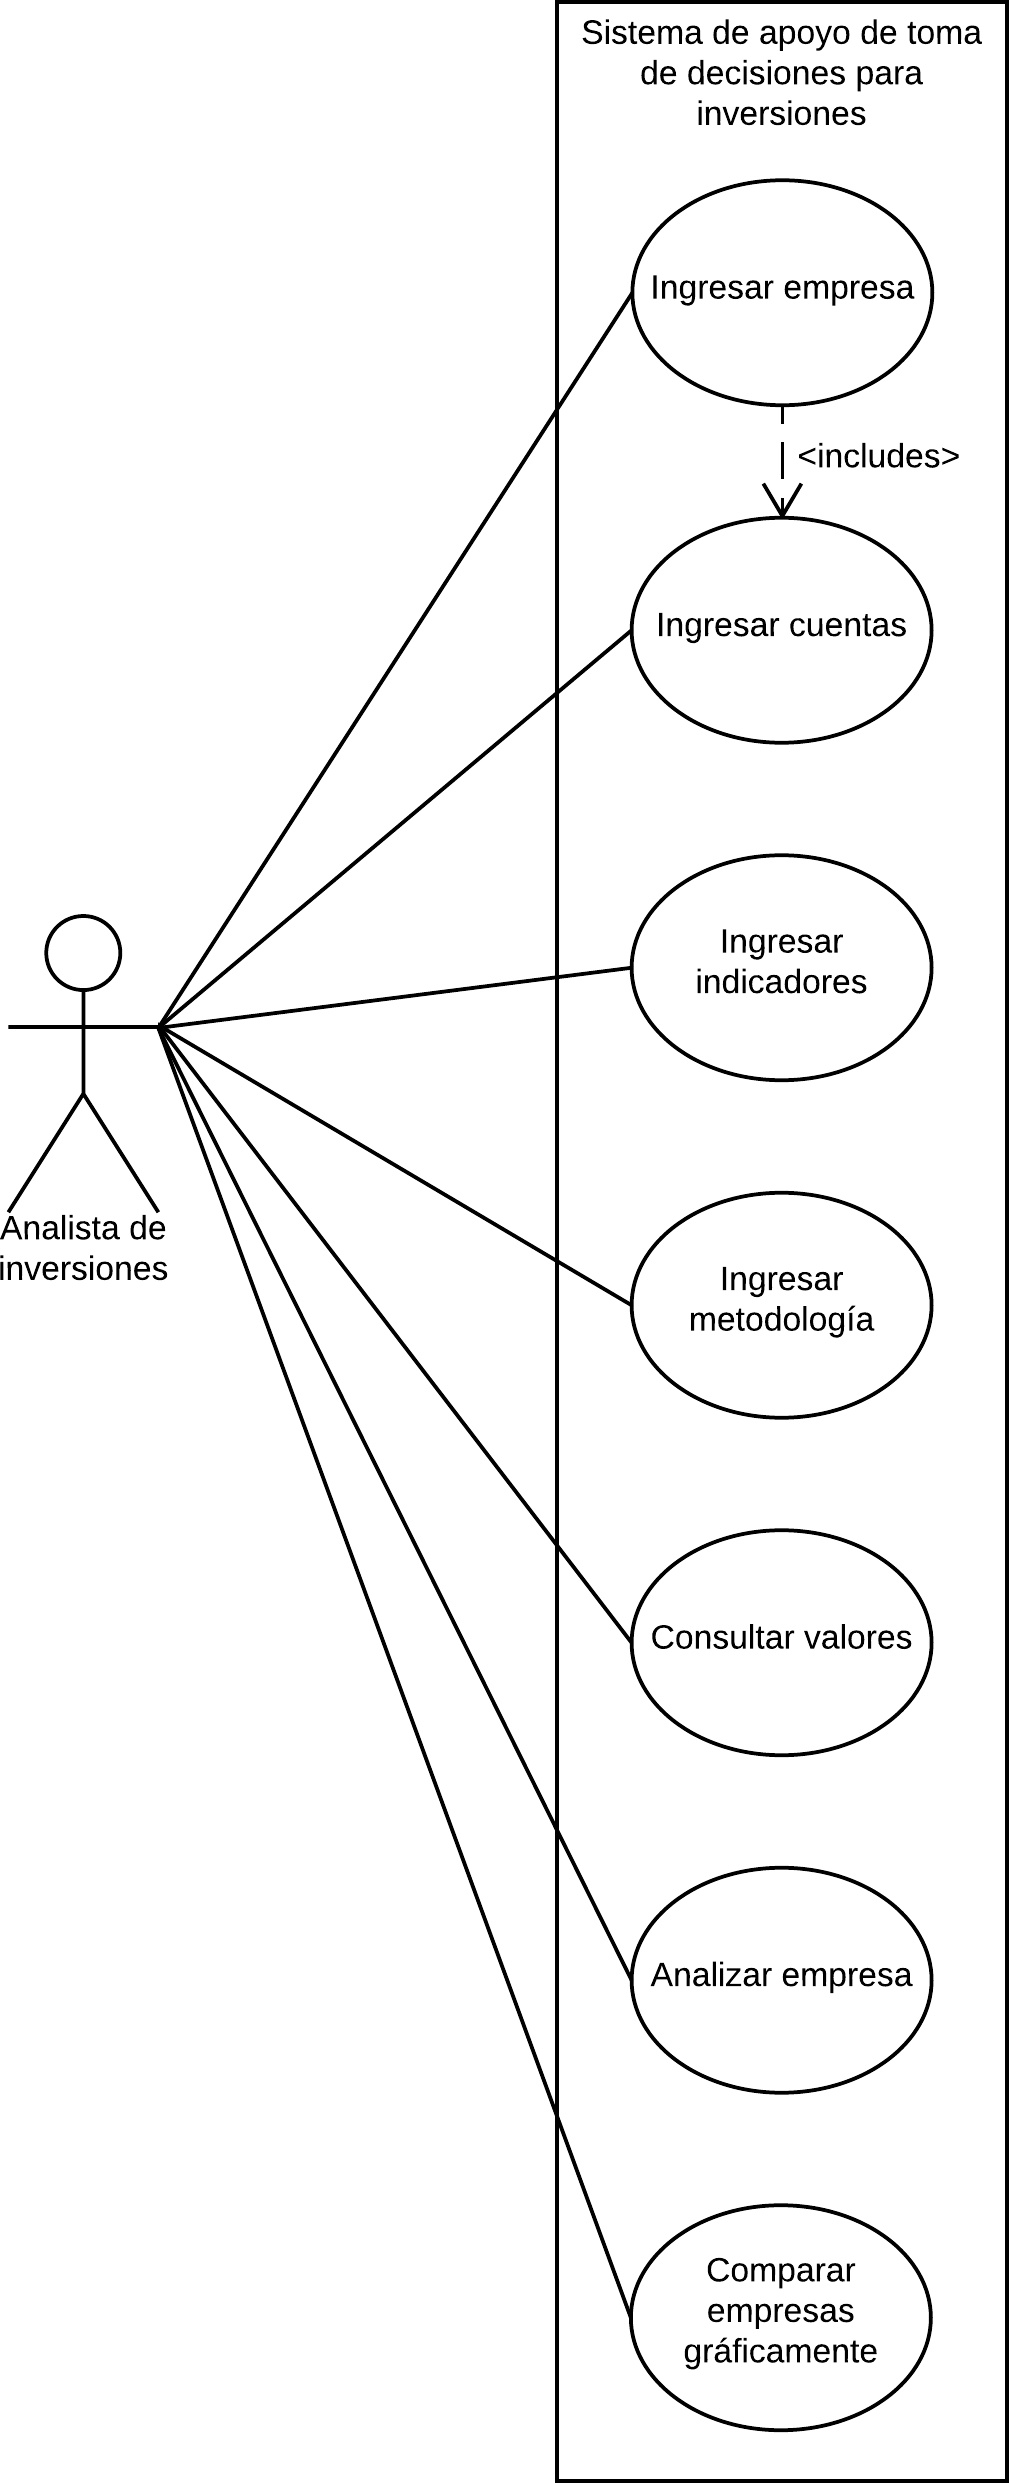 Sistema de apoyo de toma
de decisiones para
inversiones
Ingresar empresa
<includes>
Ingresar cuentas
Ingresar
indicadores
Analista de
inversiones
Ingresar
metodología
Consultar valores
Analizar empresa
Comparar
empresas
gráficamente